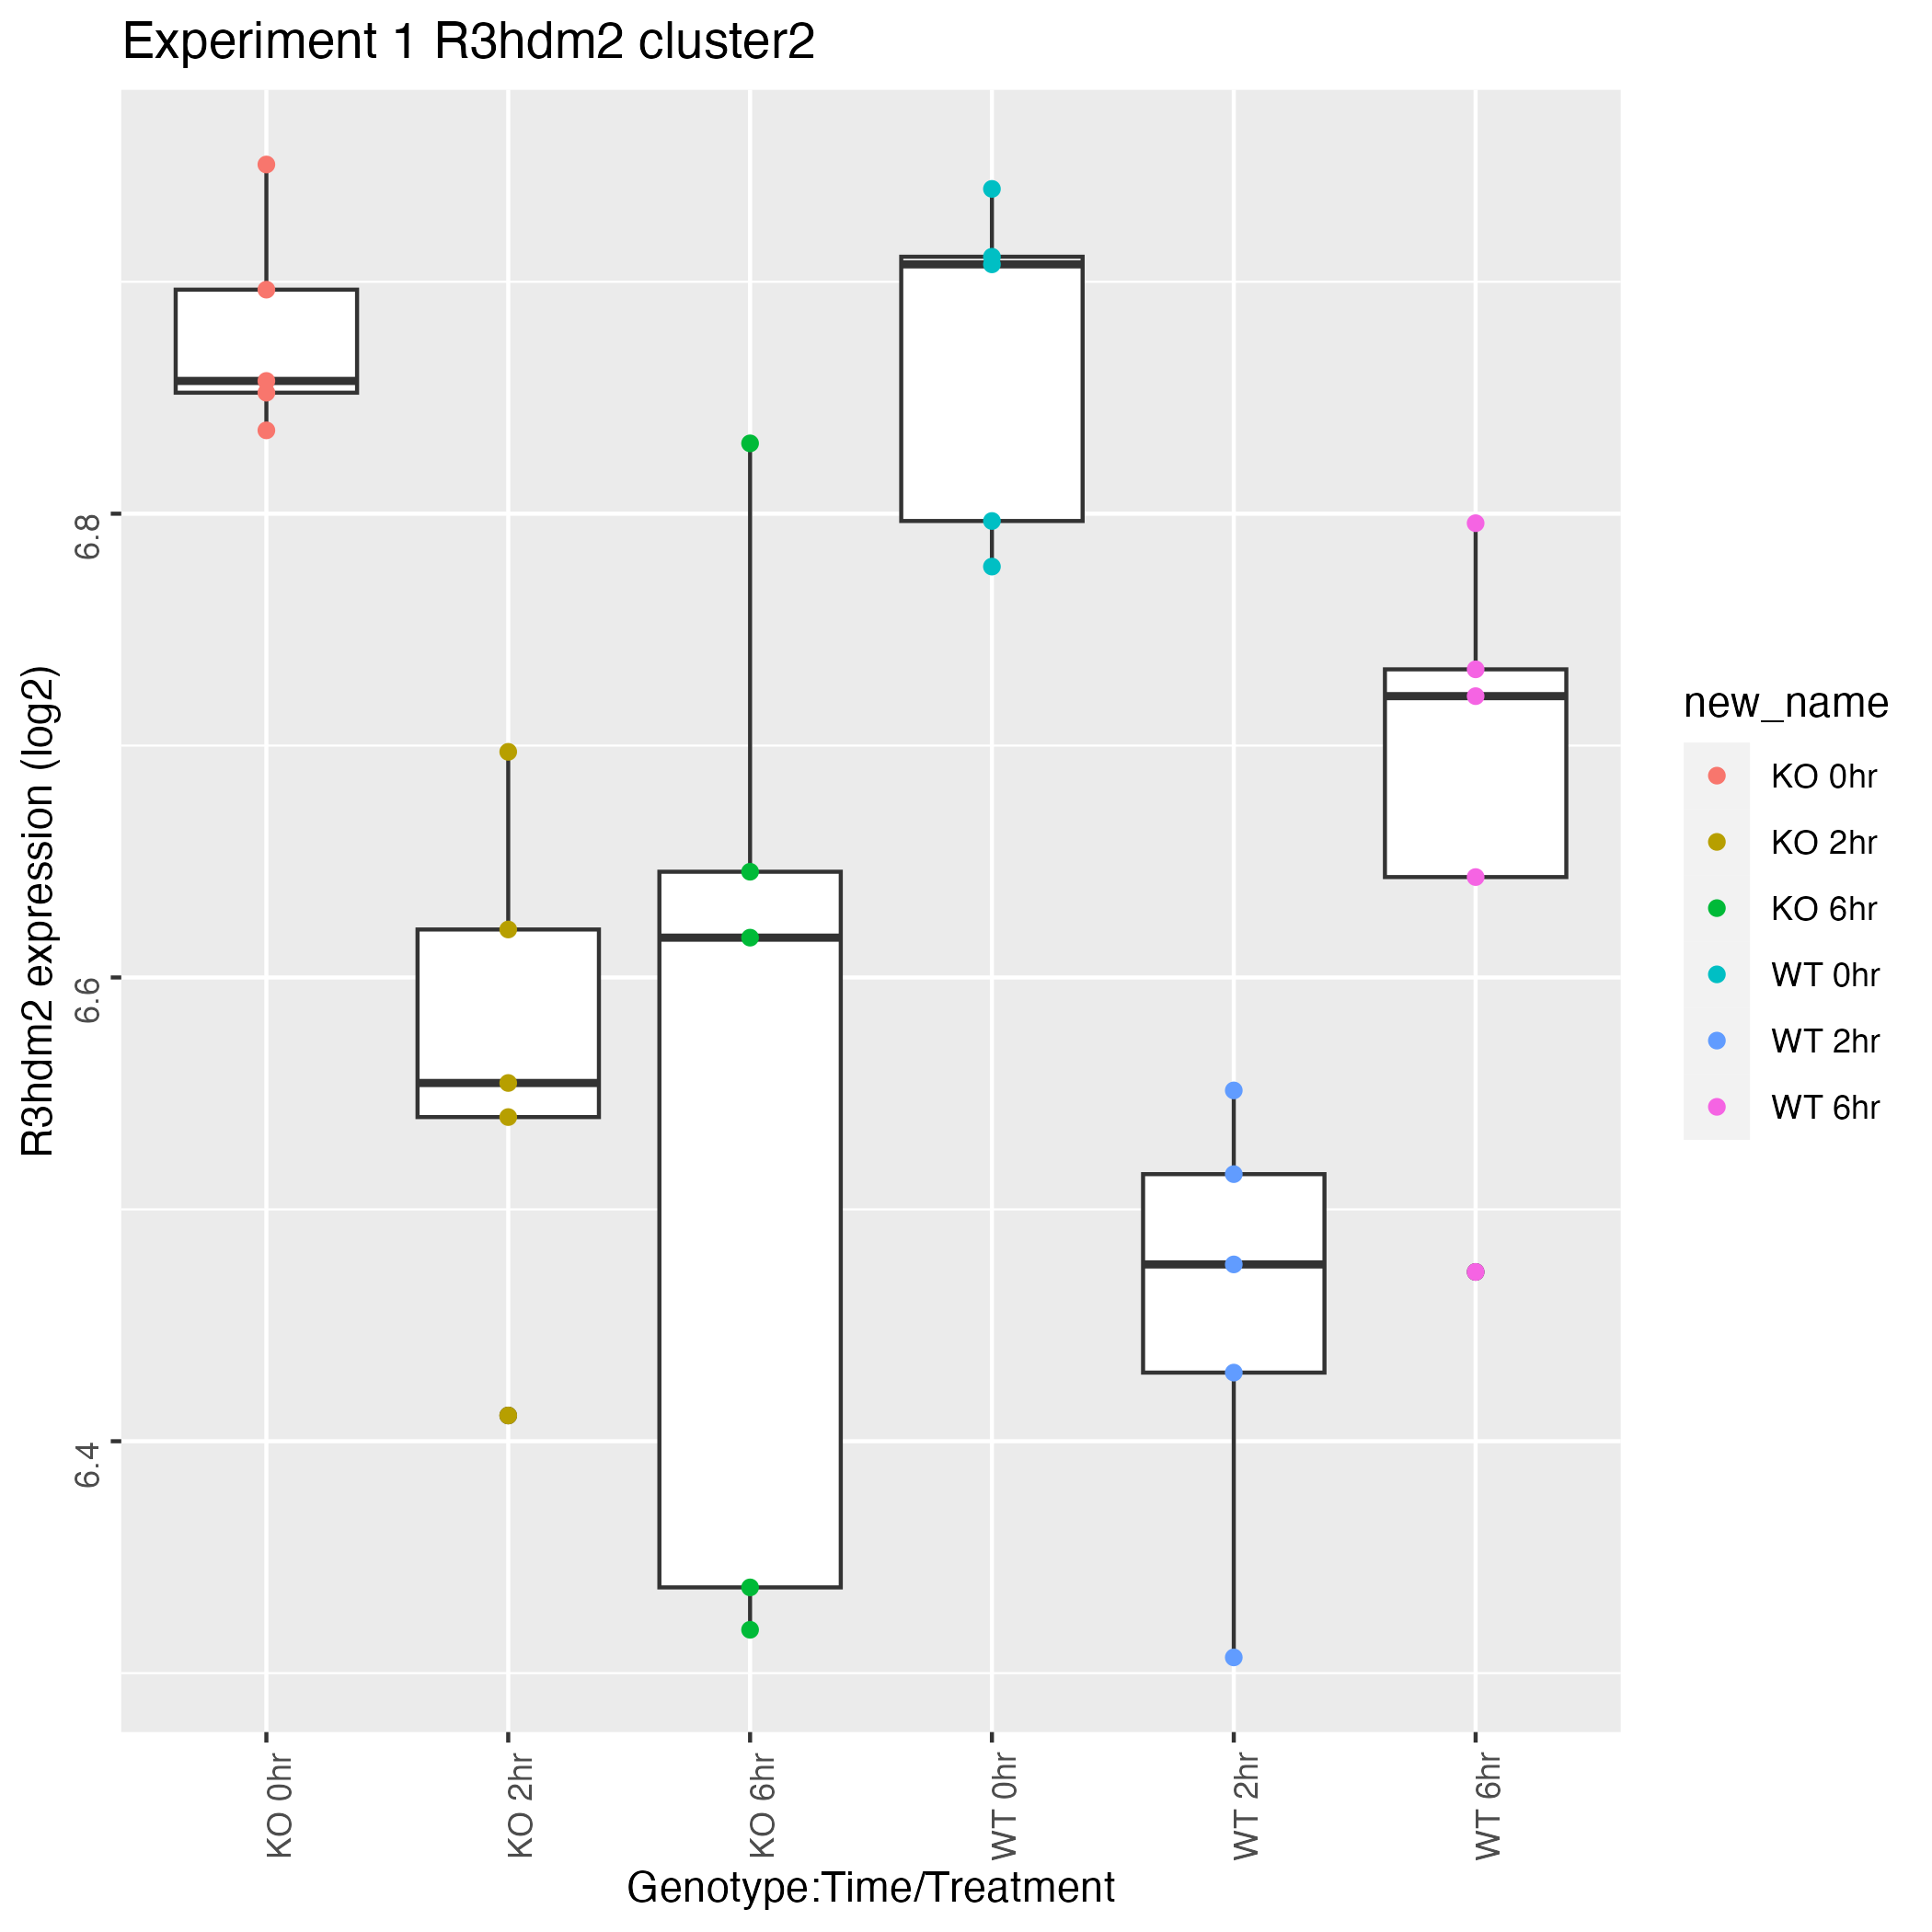 Experiment 1 R3hdm2 cluster2
R3hdm2 expression (log2)
6.8
6.6
6.4
KO 0hr
KO 2hr
KO 6hr
WT 0hr
WT 2hr
WT 6hr
Genotype:Time/Treatment
new_name
KO 0hr
KO 2hr
KO 6hr
WT 0hr
WT 2hr
WT 6hr